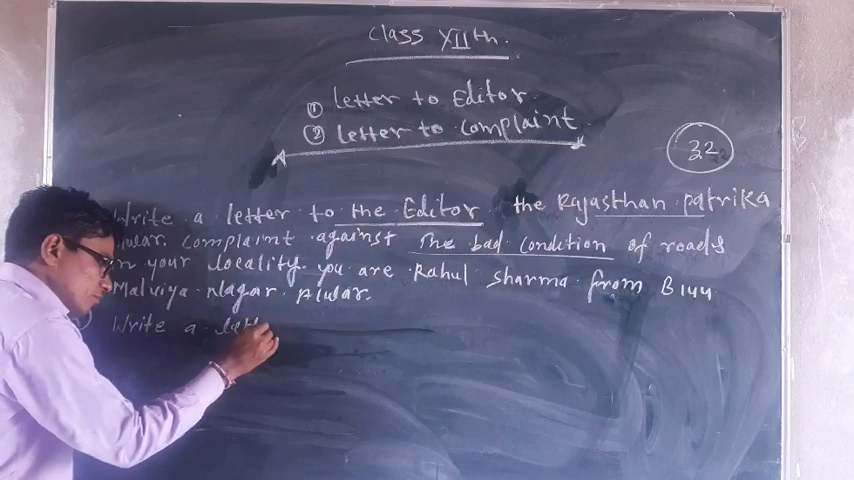 Class XIIth.
① Letter to Editor.
② Letter to Complaint
32
Write a letter to the Editor. the Rajasthan patrika
complaint against The bad condition of roads
in your locality. you are Rahul Sharma from B144
Malviya Nagar. Alwar.
Write a lett